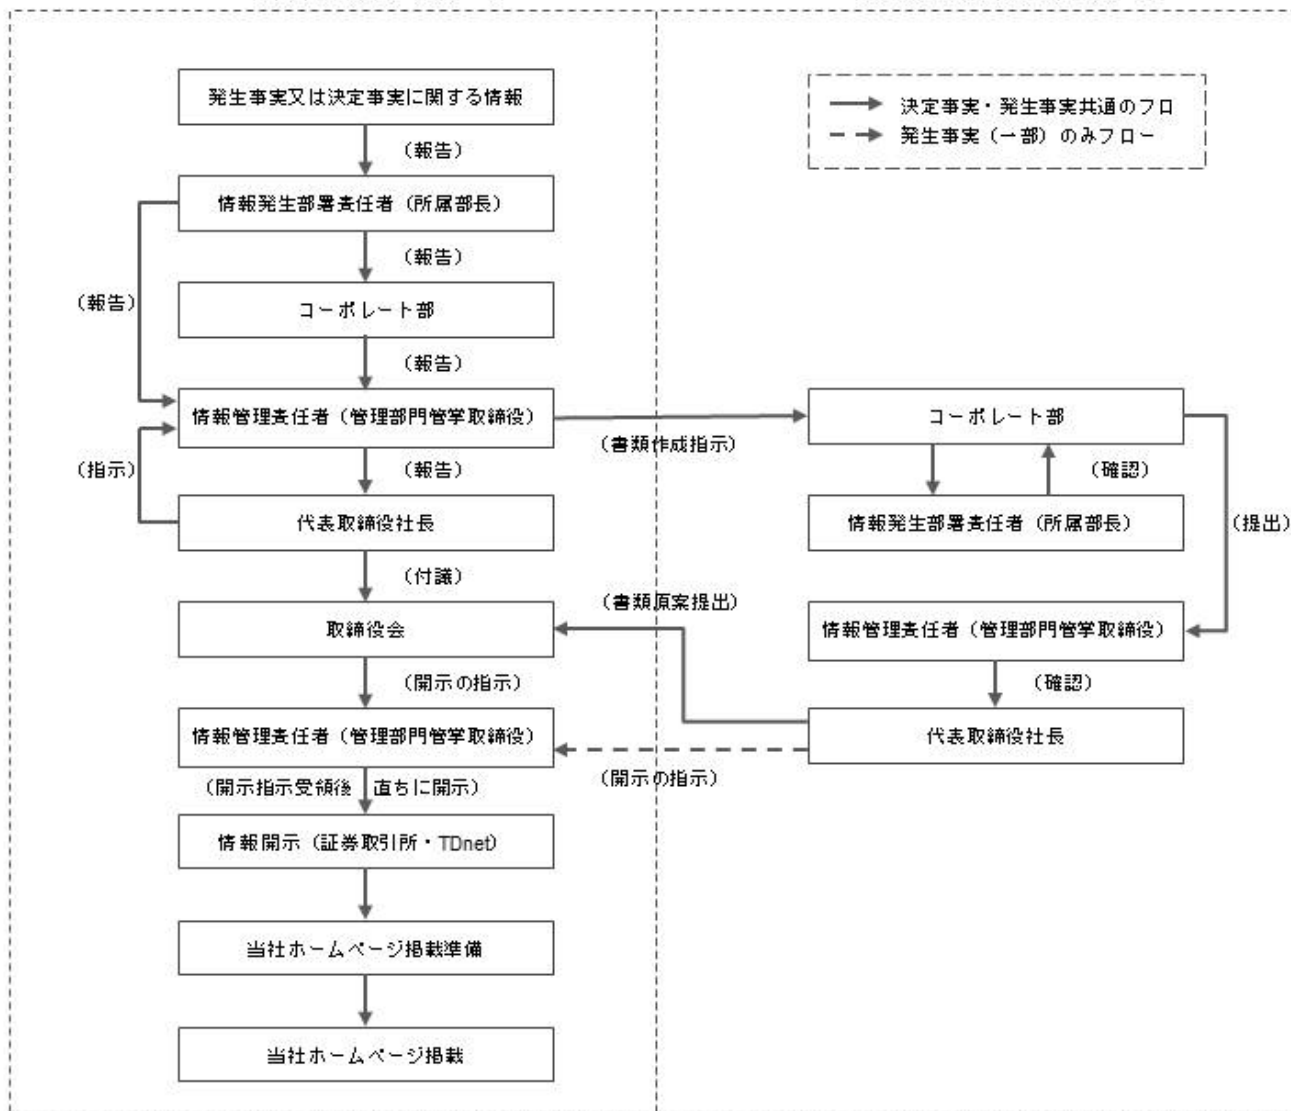 発生事実又は決定事実に関する情報
（報告）
情報発生部署責任者（所属部長）
（報告）
（報告）
コーポレート部
（報告）
情報管理責任者（管理部門管掌取締役）
（指示）
（報告）
代表取締役社長
（付議）
取締役会
（開示の指示）
情報管理責任者（管理部門管掌取締役）
（開示指示受領後 直ちに開示）
情報開示（証券取引所・TDnet）
当社ホームページ掲載準備
当社ホームページ掲載
決定事実・発生事実共通のフロ
発生事実（一部）のみフロー
（書類作成指示）
コーポレート部
（確認）
情報発生部署責任者（所属部長）
（提出）
（書類原案提出）
情報管理責任者（管理部門管掌取締役）
（確認）
代表取締役社長
（開示の指示）